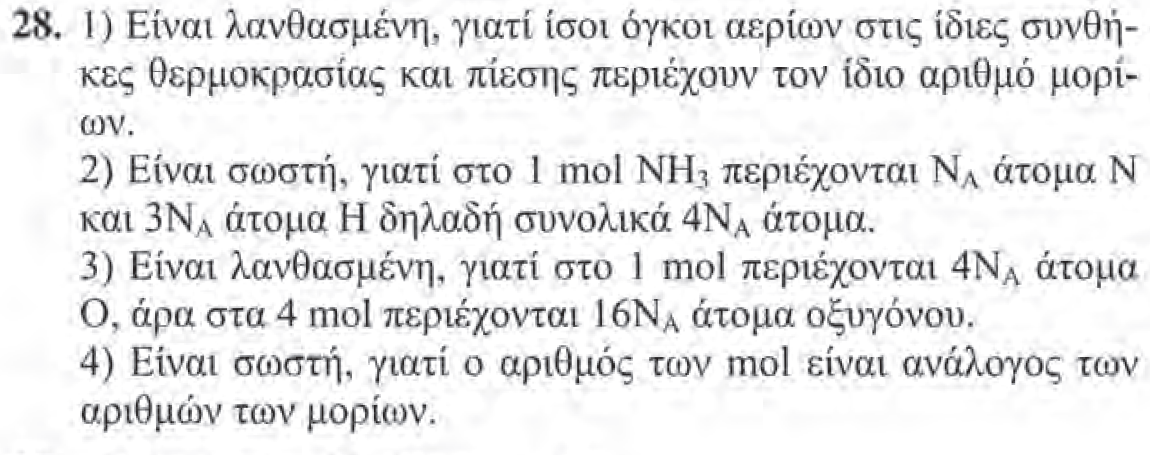 28. 1) Είναι λανθασμένη, γιατί ίσοι όγκοι αερίων στις ίδιες συνθή-
κες θερμοκρασίας και πίεσης περιέχουν τον ίδιο αριθμό μορί-
ων.
2) Είναι σωστή, γιατί στο 1 mol NH₃ περιέχονται Nₐ άτομα N
και 3Nₐ άτομα H δηλαδή συνολικά 4Nₐ άτομα.
3) Είναι λανθασμένη, γιατί στο 1 mol περιέχονται 4Nₐ άτομα
O, άρα στα 4 mol περιέχονται 16Nₐ άτομα οξυγόνου.
4) Είναι σωστή, γιατί ο αριθμός των mol είναι ανάλογος των
αριθμών των μορίων.